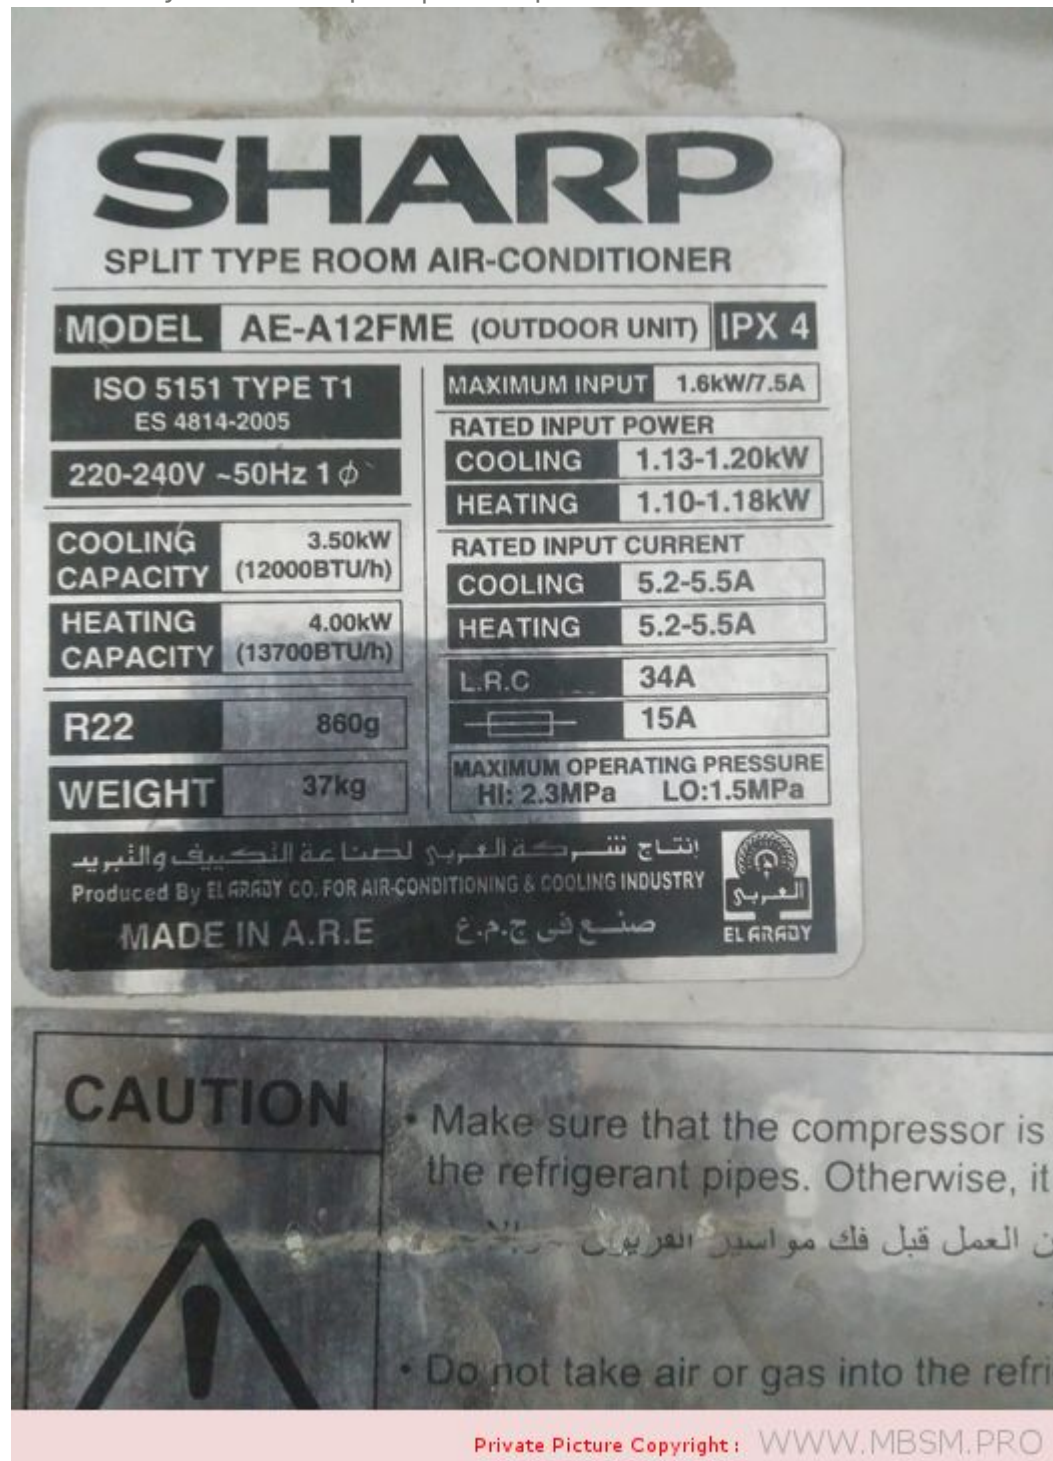 SHARP
SPLIT TYPE ROOM AIR-CONDITIONER
MODEL AE-A12FME (OUTDOOR UNIT) IPX 4
ISO 5151 TYPE T1
ES 4814-2005
220-240V ~50Hz 1 ϕ
COOLING CAPACITY 3.50kW (12000BTU/h)
HEATING CAPACITY 4.00kW (13700BTU/h)
R22 860g
WEIGHT 37kg
MAXIMUM INPUT 1.6kW/7.5A
RATED INPUT POWER
COOLING 1.13-1.20kW
HEATING 1.10-1.18kW
RATED INPUT CURRENT
COOLING 5.2-5.5A
HEATING 5.2-5.5A
L.R.C 34A
15A
MAXIMUM OPERATING PRESSURE
HI: 2.3MPa LO:1.5MPa
إنتاج شركة العربي لصناعة التكييف والتبريد
Produced By EL ARABY CO. FOR AIR-CONDITIONING & COOLING INDUSTRY
MADE IN A.R.E صنع فى ج.م.ع
العربي
EL ARABY
CAUTION
• Make sure that the compressor is
the refrigerant pipes. Otherwise, it
العمل قبل فك مواسير الفريون
• Do not take air or gas into the refri
Private Picture Copyright : WWW.MBSM.PRO